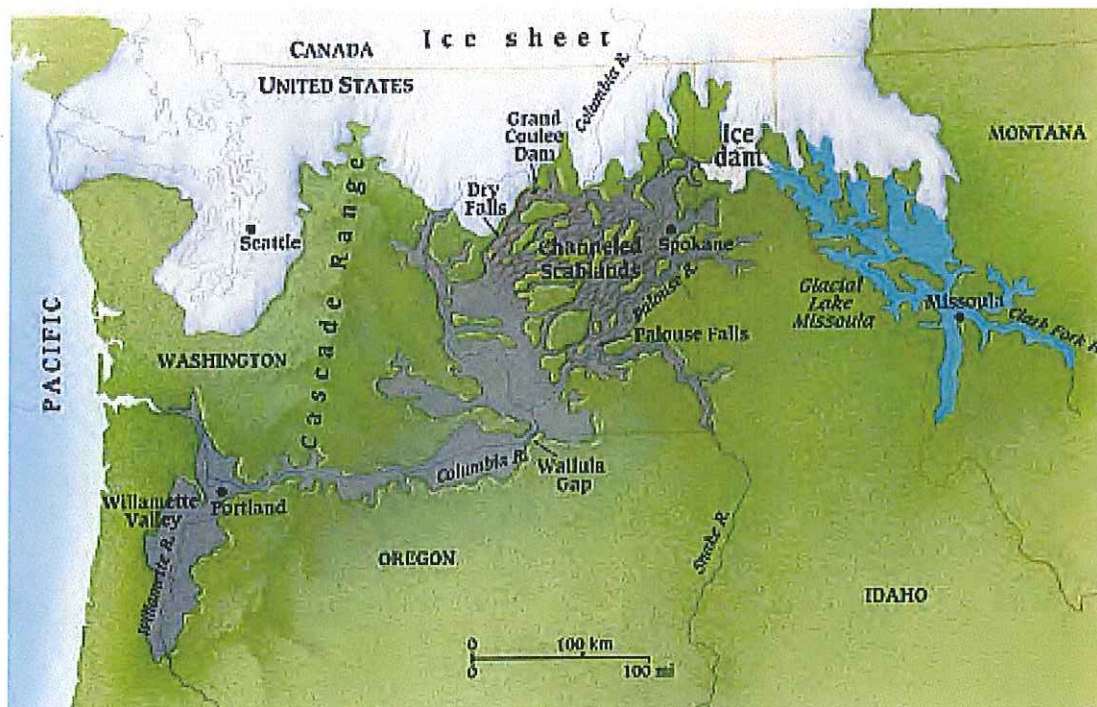 Ice sheet
CANADA
UNITED STATES
Columbia R.
Grand
Coulee
Dam
Ice
dam
MONTANA
Dry
Falls
Seattle
Cascade Range
Channeled
Scablands
Spokane
Palouse R.
Glacial
Lake
Missoula
Missoula
Clark Fork R.
PACIFIC
WASHINGTON
Palouse Falls
Columbia R.
Wallula
Gap
Willamette
Valley
Portland
Willamette R.
OREGON
Snake R.
IDAHO
0 100 km
0 100 mi